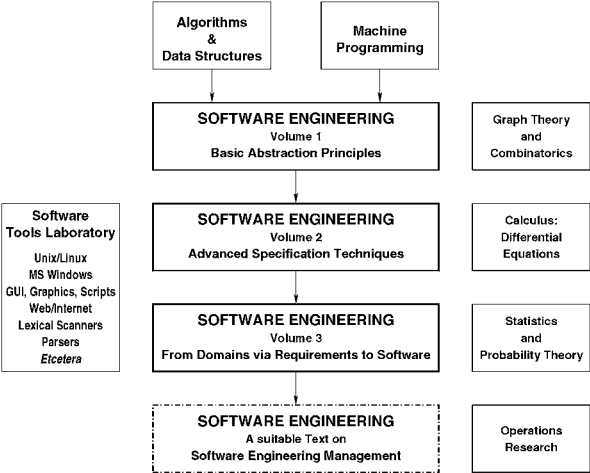 Algorithms
&
Data Structures
Machine
Programming
SOFTWARE ENGINEERING
Volume 1
Basic Abstraction Principles
Graph Theory
and
Combinatorics
Software
Tools Laboratory
Unix/Linux
MS Windows
GUI, Graphics, Scripts
Web/Internet
Lexical Scanners
Parsers
Etcetera
SOFTWARE ENGINEERING
Volume 2
Advanced Specification Techniques
Calculus:
Differential
Equations
SOFTWARE ENGINEERING
Volume 3
From Domains via Requirements to Software
Statistics
and
Probability Theory
SOFTWARE ENGINEERING
A suitable Text on
Software Engineering Management
Operations
Research